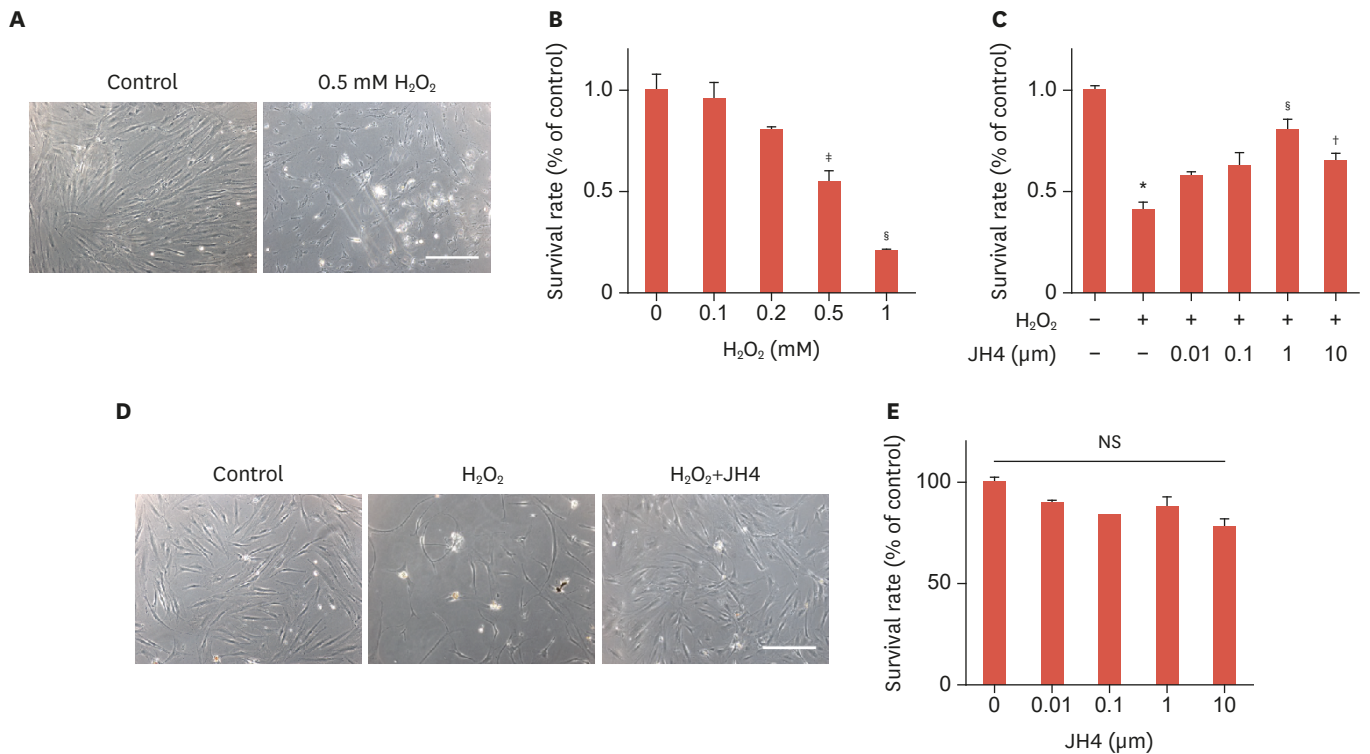 A
Control
0.5 mM H₂O₂
B
Survival rate (% of control)
1.0
0.5
0
‡
§
0 0.1 0.2 0.5 1
H₂O₂ (mM)
C
Survival rate (% of control)
1.0
0.5
0
*
§
†
H₂O₂ − + + + + +
JH4 (μm) − − 0.01 0.1 1 10
D
Control
H₂O₂
H₂O₂+JH4
E
Survival rate (% of control)
NS
100
50
0
0 0.01 0.1 1 10
JH4 (μm)